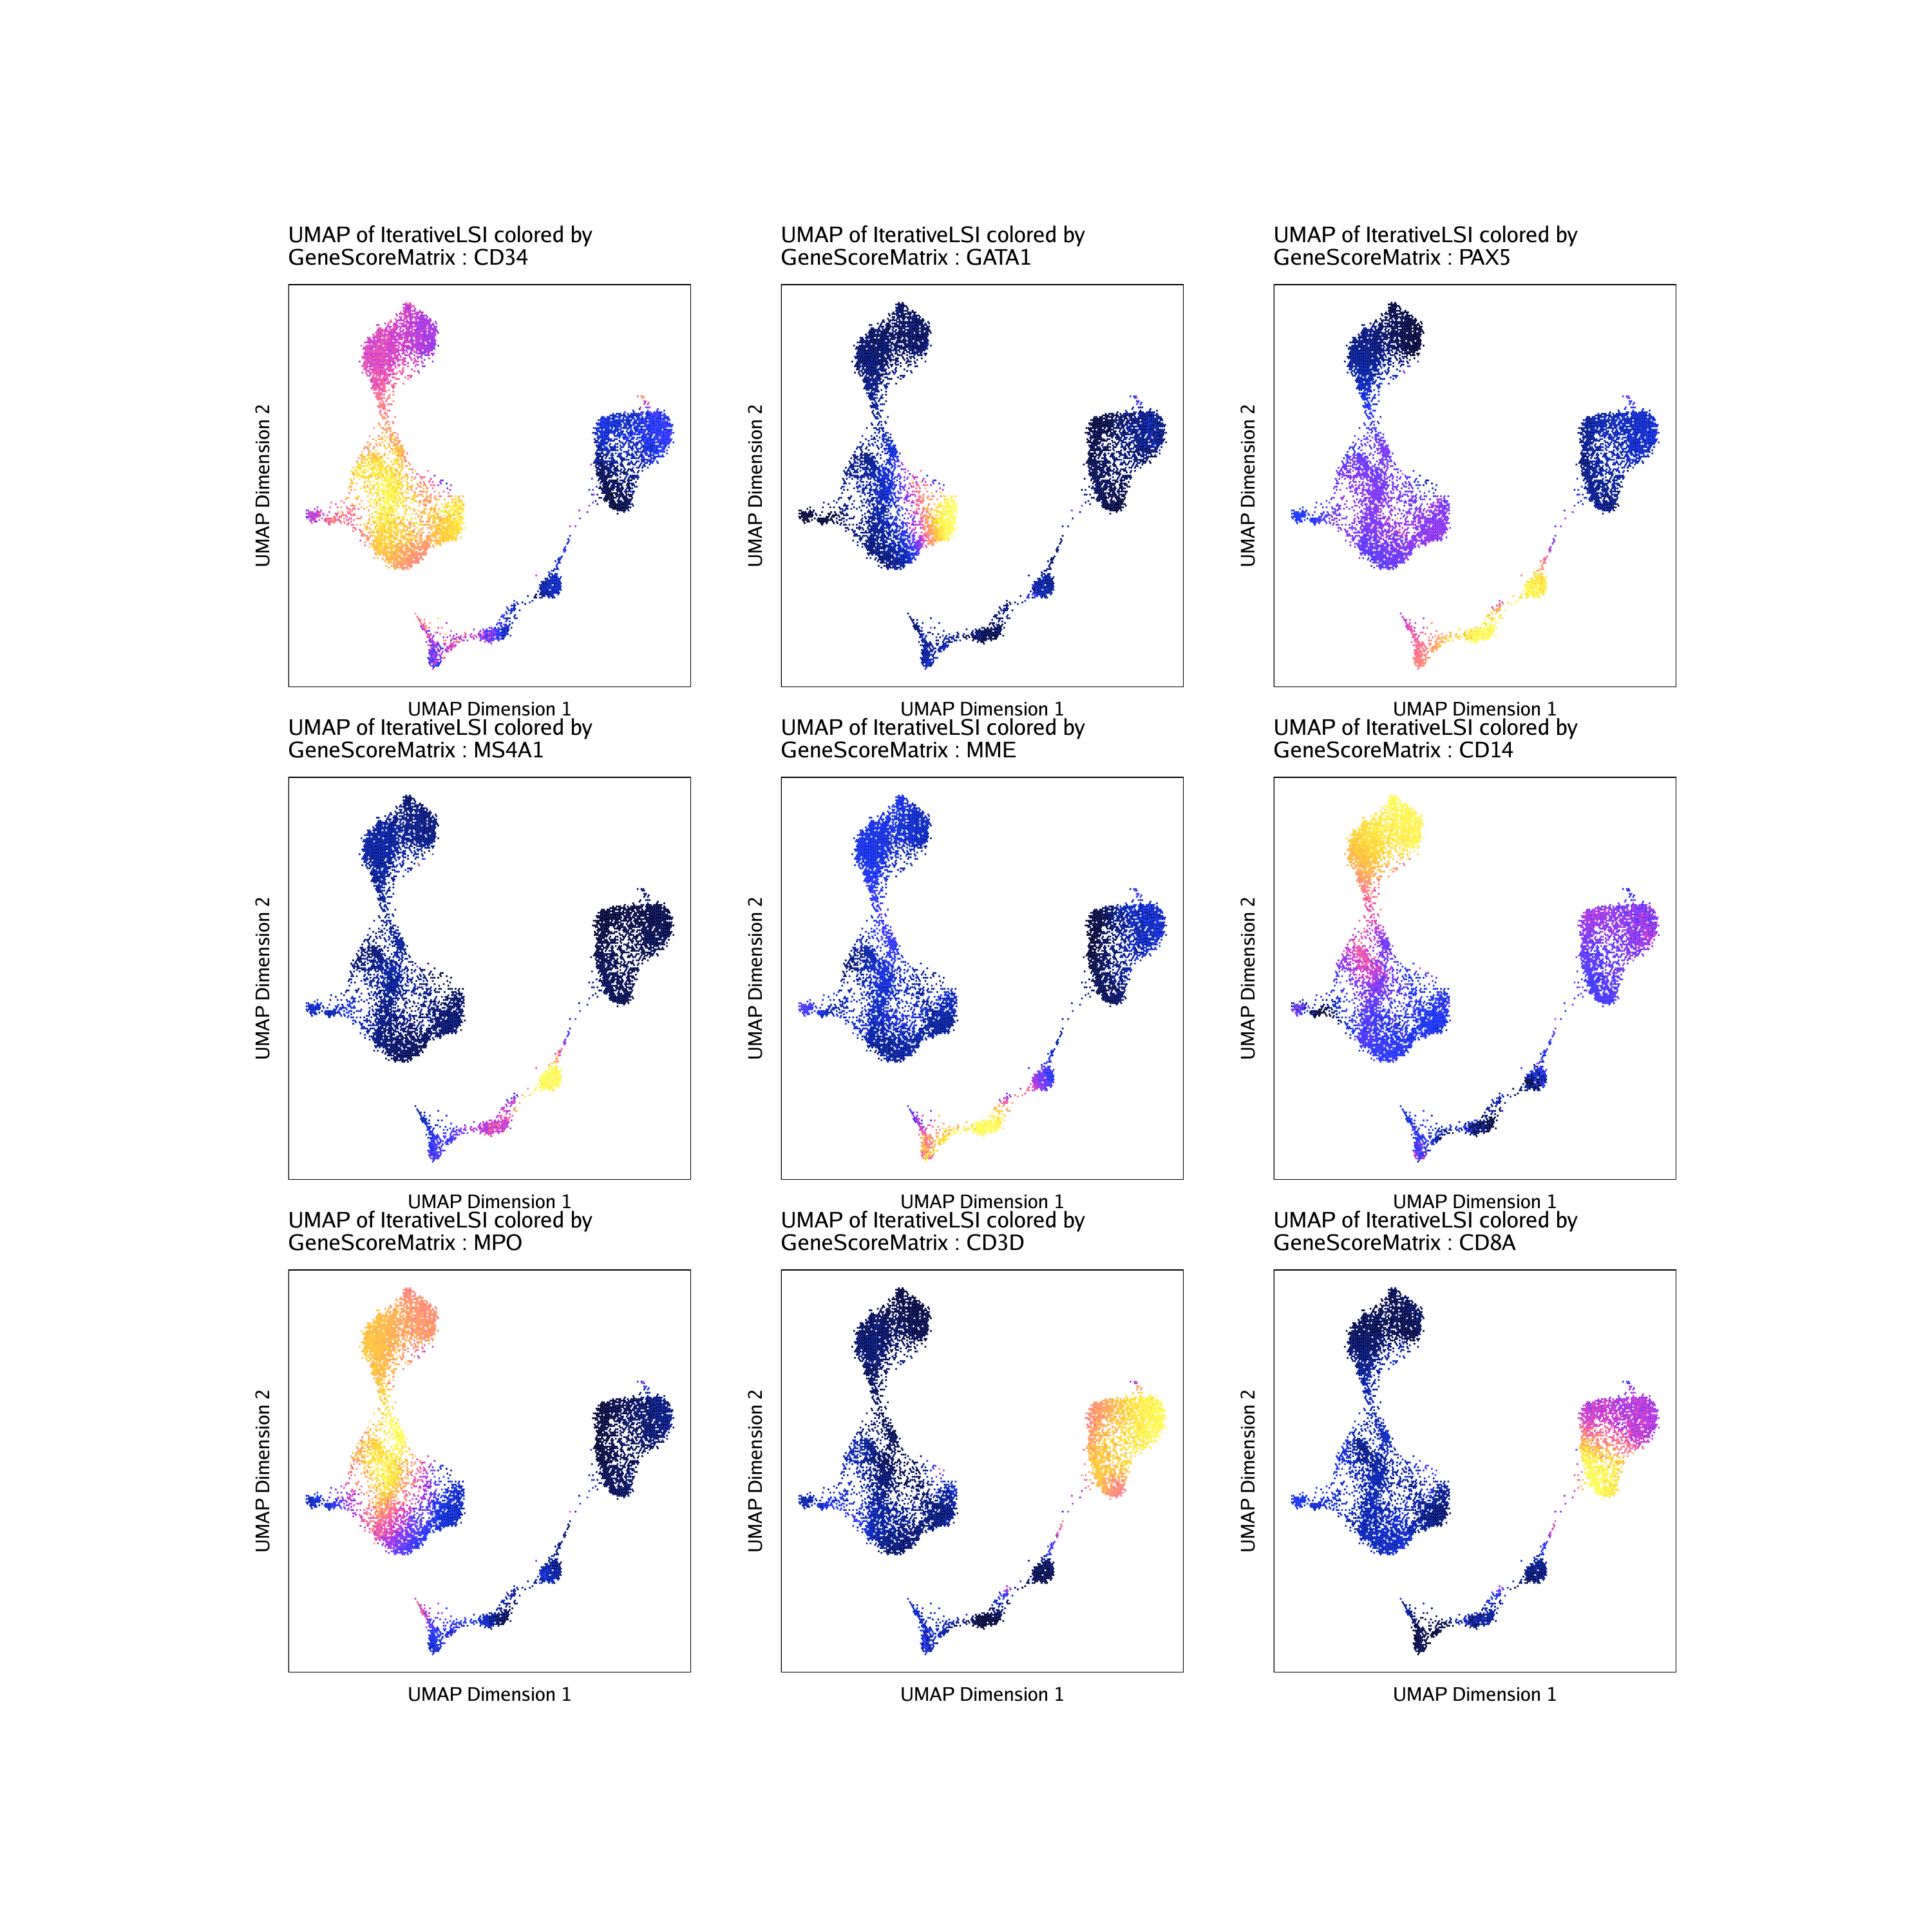 UMAP of IterativeLSI colored by
GeneScoreMatrix : CD34
UMAP Dimension 2
UMAP Dimension 1
UMAP of IterativeLSI colored by
GeneScoreMatrix : GATA1
UMAP Dimension 2
UMAP Dimension 1
UMAP of IterativeLSI colored by
GeneScoreMatrix : PAX5
UMAP Dimension 2
UMAP Dimension 1
UMAP of IterativeLSI colored by
GeneScoreMatrix : MS4A1
UMAP Dimension 2
UMAP Dimension 1
UMAP of IterativeLSI colored by
GeneScoreMatrix : MME
UMAP Dimension 2
UMAP Dimension 1
UMAP of IterativeLSI colored by
GeneScoreMatrix : CD14
UMAP Dimension 2
UMAP Dimension 1
UMAP of IterativeLSI colored by
GeneScoreMatrix : MPO
UMAP Dimension 2
UMAP Dimension 1
UMAP of IterativeLSI colored by
GeneScoreMatrix : CD3D
UMAP Dimension 2
UMAP Dimension 1
UMAP of IterativeLSI colored by
GeneScoreMatrix : CD8A
UMAP Dimension 2
UMAP Dimension 1